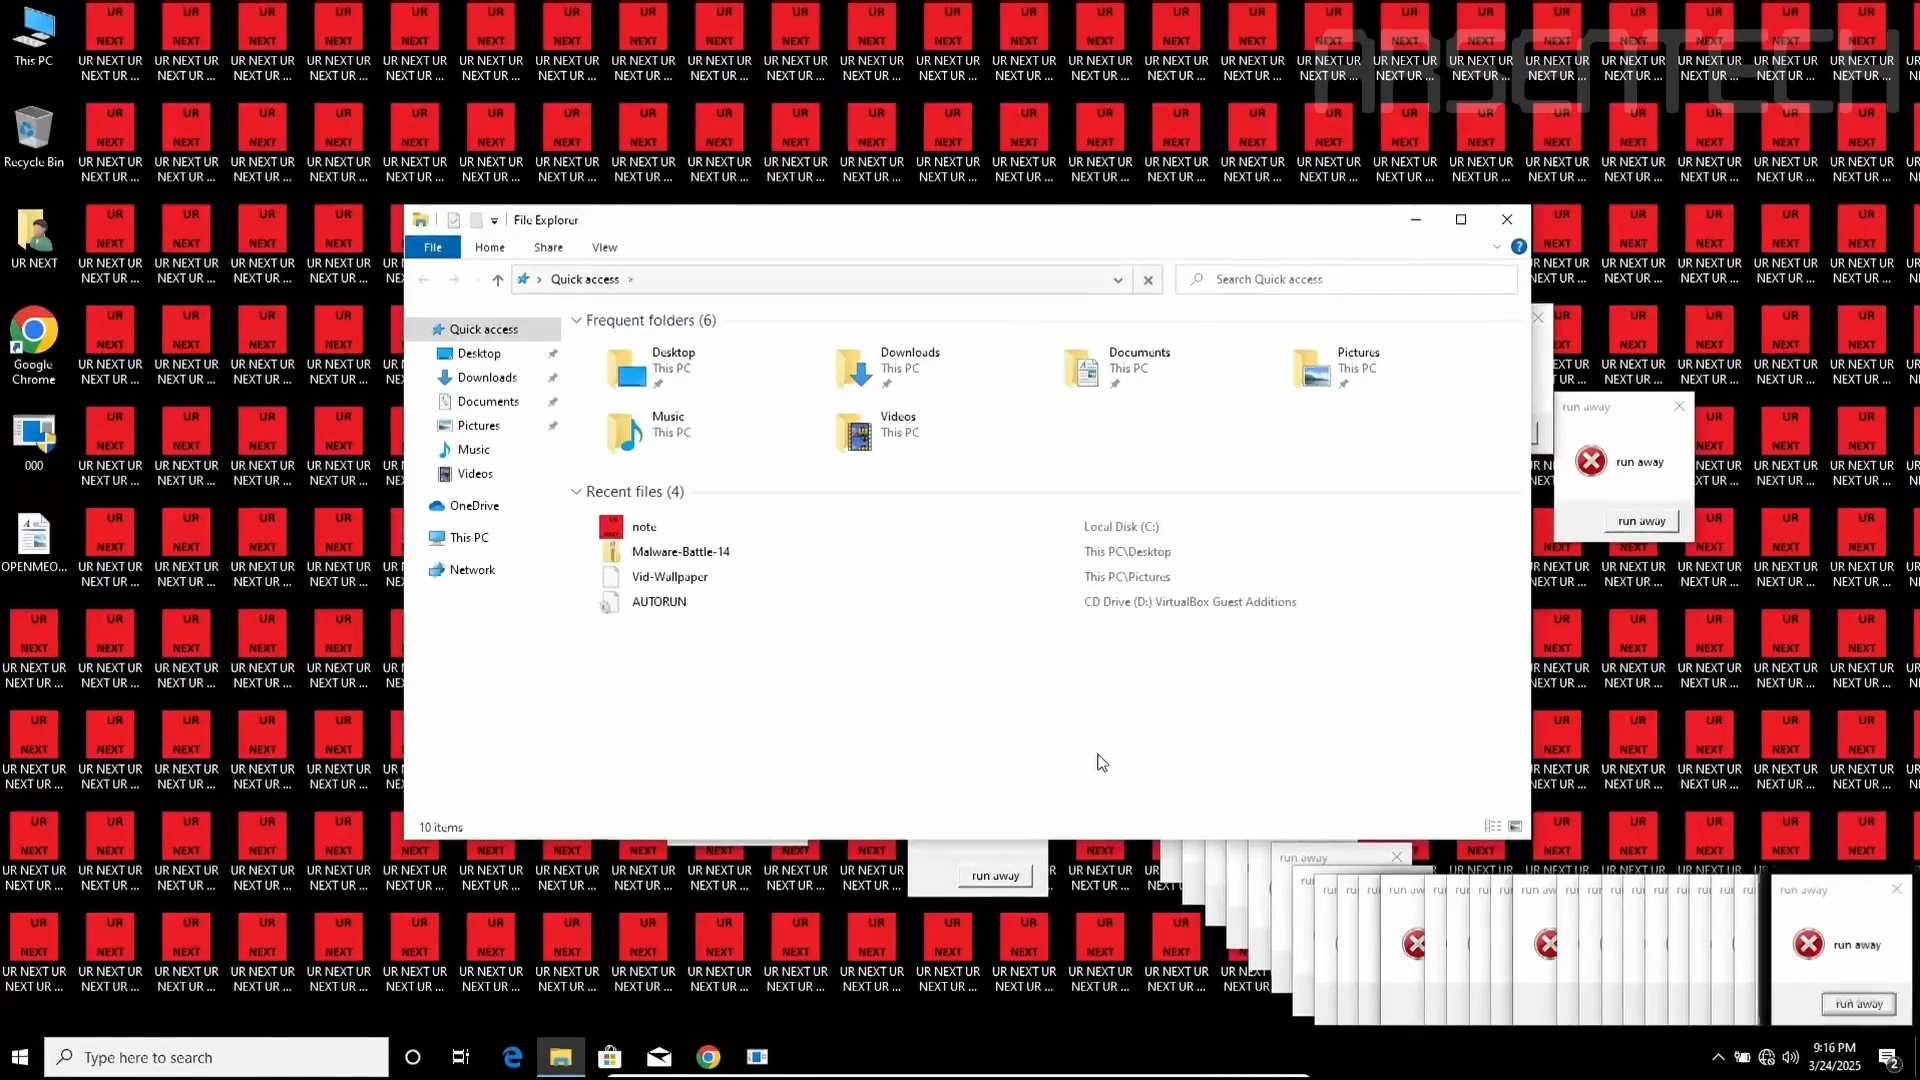 ARSENTECH
This PC
Recycle Bin
UR NEXT
Google
Chrome
000
OPENMEO...
UR
NEXT
UR NEXT UR
NEXT UR ...
File Explorer
File
Home
Share
View
Quick access
Search Quick access
Quick access
Desktop
Downloads
Documents
Pictures
Music
Videos
OneDrive
This PC
Network
Frequent folders (6)
Desktop
This PC
Downloads
This PC
Documents
This PC
Pictures
This PC
Music
This PC
Videos
This PC
Recent files (4)
note
Local Disk (C:)
Malware-Battle-14
This PC\Desktop
Vid-Wallpaper
This PC\Pictures
AUTORUN
CD Drive (D:) VirtualBox Guest Additions
10 items
run away
run away
run away
run away
run away
run away
run away
run away
Type here to search
9:16 PM
3/24/2025
2